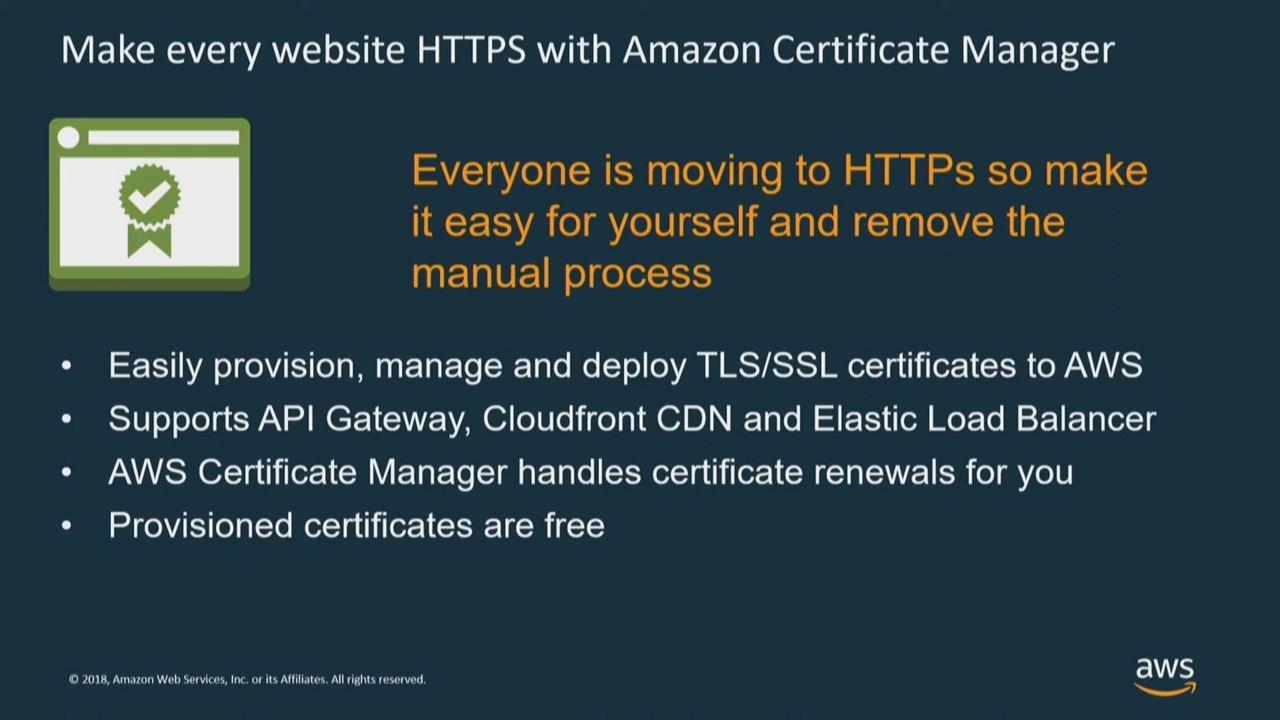 Make every website HTTPS with Amazon Certificate Manager
Everyone is moving to HTTPs so make
it easy for yourself and remove the
manual process
• Easily provision, manage and deploy TLS/SSL certificates to AWS
• Supports API Gateway, Cloudfront CDN and Elastic Load Balancer
• AWS Certificate Manager handles certificate renewals for you
• Provisioned certificates are free
© 2018, Amazon Web Services, Inc. or its Affiliates. All rights reserved.
aws